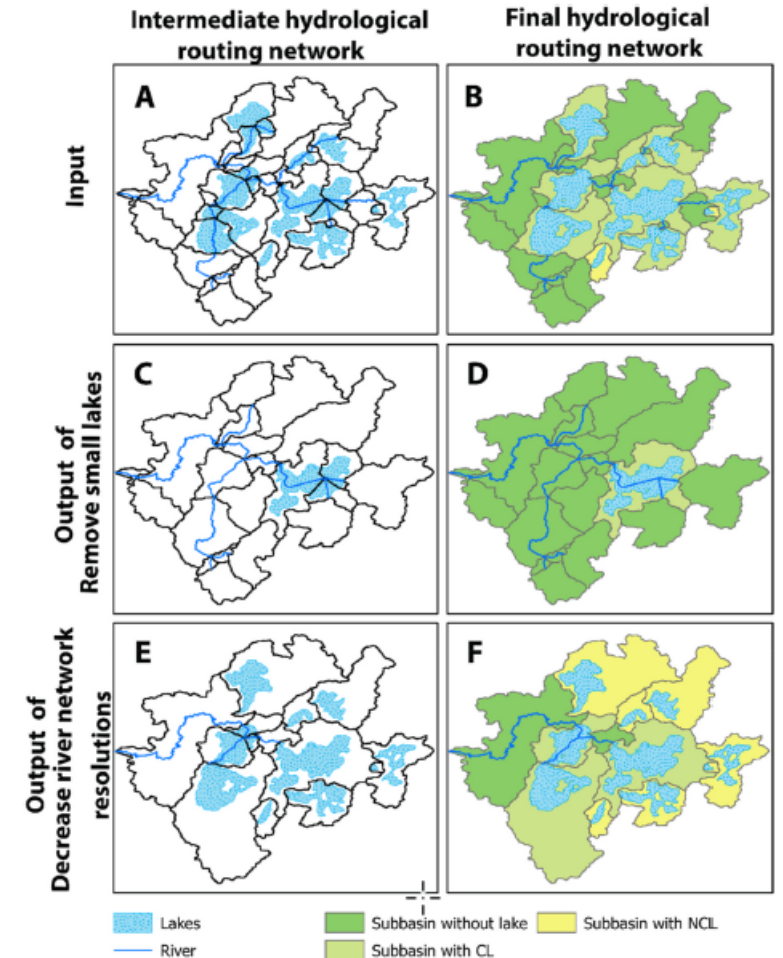 Intermediate hydrological
routing network
Final hydrological
routing network
Input
A
B
Output of
Remove small lakes
C
D
Output of
Decrease river network
resolutions
E
F
Lakes
Subbasin without lake
Subbasin with NCIL
River
Subbasin with CL